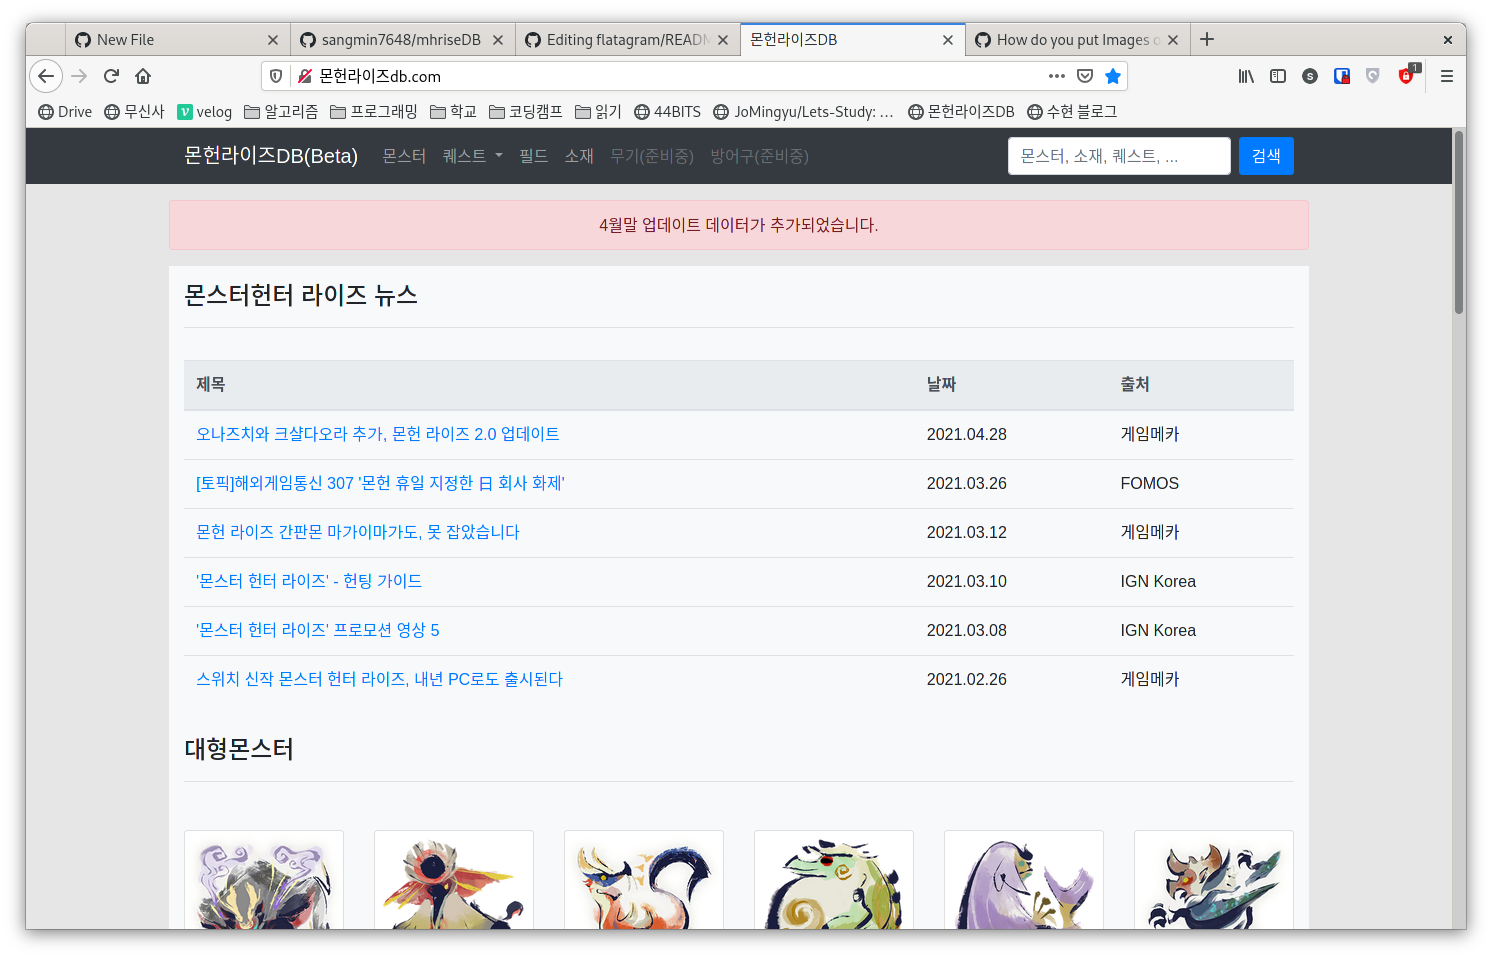 New File
sangmin7648/mhriseDB
Editing flatagram/READM
몬헌라이즈DB
How do you put Images o
몬헌라이즈db.com
S
1
Drive
무신사
velog
알고리즘
프로그래밍
학교
코딩캠프
읽기
44BITS
JoMingyu/Lets-Study: ...
몬헌라이즈DB
수현 블로그
몬헌라이즈DB(Beta)
몬스터
퀘스트
필드
소재
무기(준비중)
방어구(준비중)
몬스터, 소재, 퀘스트, ...
검색
4월말 업데이트 데이터가 추가되었습니다.
몬스터헌터 라이즈 뉴스
제목 날짜 출처
오나즈치와 크샬다오라 추가, 몬헌 라이즈 2.0 업데이트 2021.04.28 게임메카
[토픽]해외게임통신 307 '몬헌 휴일 지정한 日 회사 화제' 2021.03.26 FOMOS
몬헌 라이즈 간판몬 마가이마가도, 못 잡았습니다 2021.03.12 게임메카
'몬스터 헌터 라이즈' - 헌팅 가이드 2021.03.10 IGN Korea
'몬스터 헌터 라이즈' 프로모션 영상 5 2021.03.08 IGN Korea
스위치 신작 몬스터 헌터 라이즈, 내년 PC로도 출시된다 2021.02.26 게임메카
대형몬스터